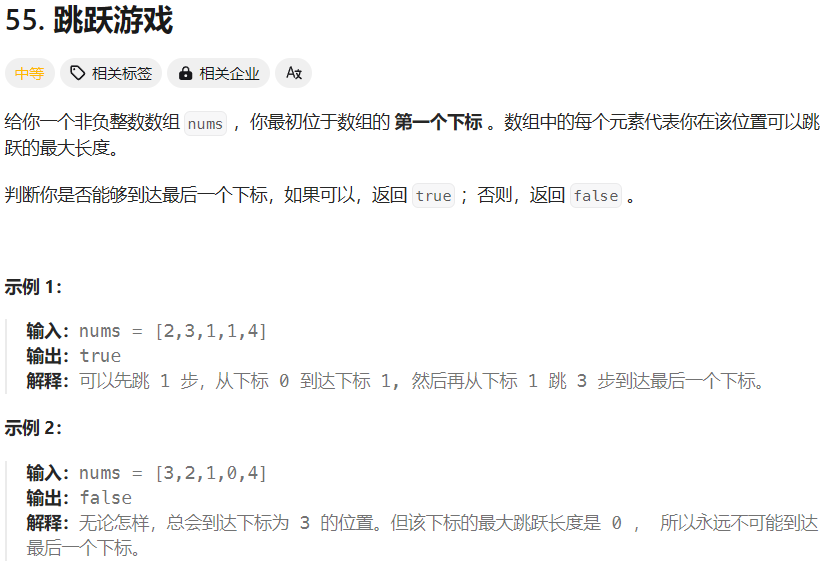 55. 跳跃游戏
中等 相关标签 相关企业 Ax
给你一个非负整数数组 nums ，你最初位于数组的 第一个下标 。数组中的每个元素代表你在该位置可以跳
跃的最大长度。
判断你是否能够到达最后一个下标，如果可以，返回 true ；否则，返回 false 。
示例 1：
输入：nums = [2,3,1,1,4]
输出：true
解释：可以先跳 1 步，从下标 0 到达下标 1, 然后再从下标 1 跳 3 步到达最后一个下标。
示例 2：
输入：nums = [3,2,1,0,4]
输出：false
解释：无论怎样，总会到达下标为 3 的位置。但该下标的最大跳跃长度是 0 ， 所以永远不可能到达
最后一个下标。